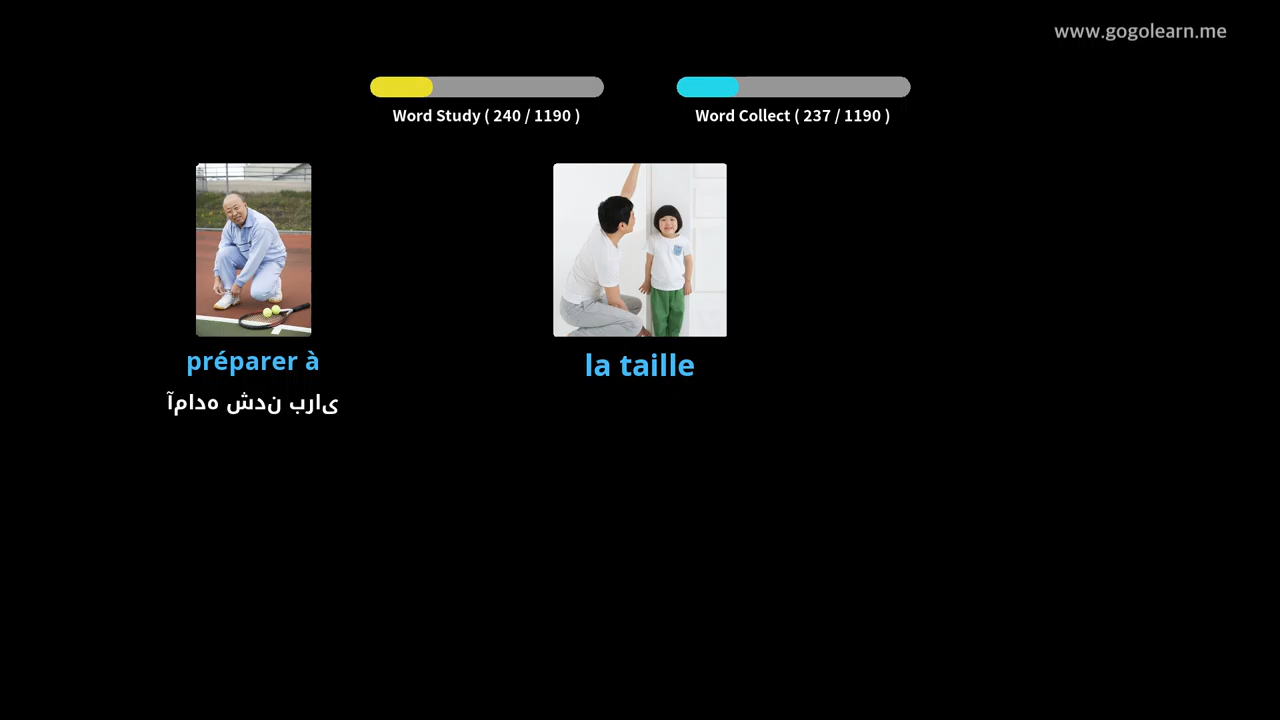 www.gogolearn.me
Word Study ( 240 / 1190 )
Word Collect ( 237 / 1190 )
préparer à
آماده شدن برای
la taille